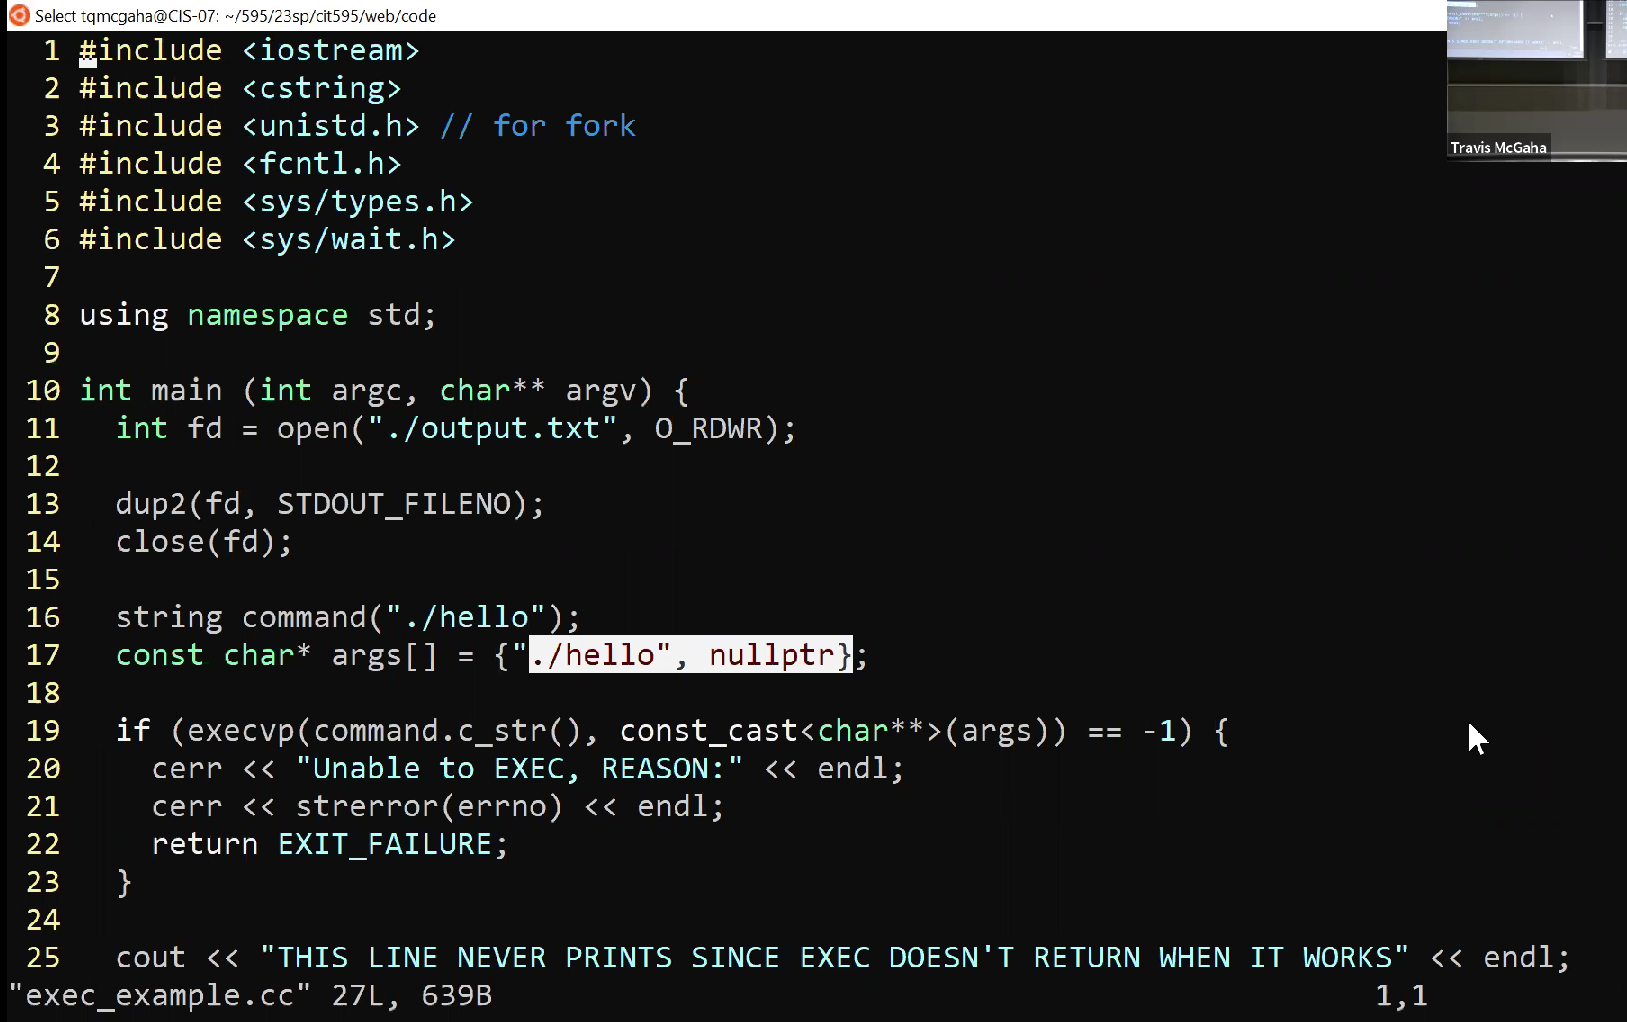 Select tqmcgaha@CIS-07: ~/595/23sp/cit595/web/code
1 #include <iostream>
2 #include <cstring>
3 #include <unistd.h> // for fork
4 #include <fcntl.h>
5 #include <sys/types.h>
6 #include <sys/wait.h>
7
8 using namespace std;
9
10 int main (int argc, char** argv) {
11   int fd = open("./output.txt", O_RDWR);
12
13   dup2(fd, STDOUT_FILENO);
14   close(fd);
15
16   string command("./hello");
17   const char* args[] = {"./hello", nullptr};
18
19   if (execvp(command.c_str(), const_cast<char**>(args)) == -1) {
20     cerr << "Unable to EXEC, REASON:" << endl;
21     cerr << strerror(errno) << endl;
22     return EXIT_FAILURE;
23   }
24
25   cout << "THIS LINE NEVER PRINTS SINCE EXEC DOESN'T RETURN WHEN IT WORKS" << endl;
"exec_example.cc" 27L, 639B 1,1
Travis McGaha